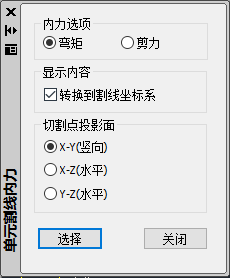 内力选项
弯矩 剪力
显示内容
转换到割线坐标系
切割点投影面
X-Y(竖向)
X-Z(水平)
Y-Z(水平)
选择 关闭
单元割线内力